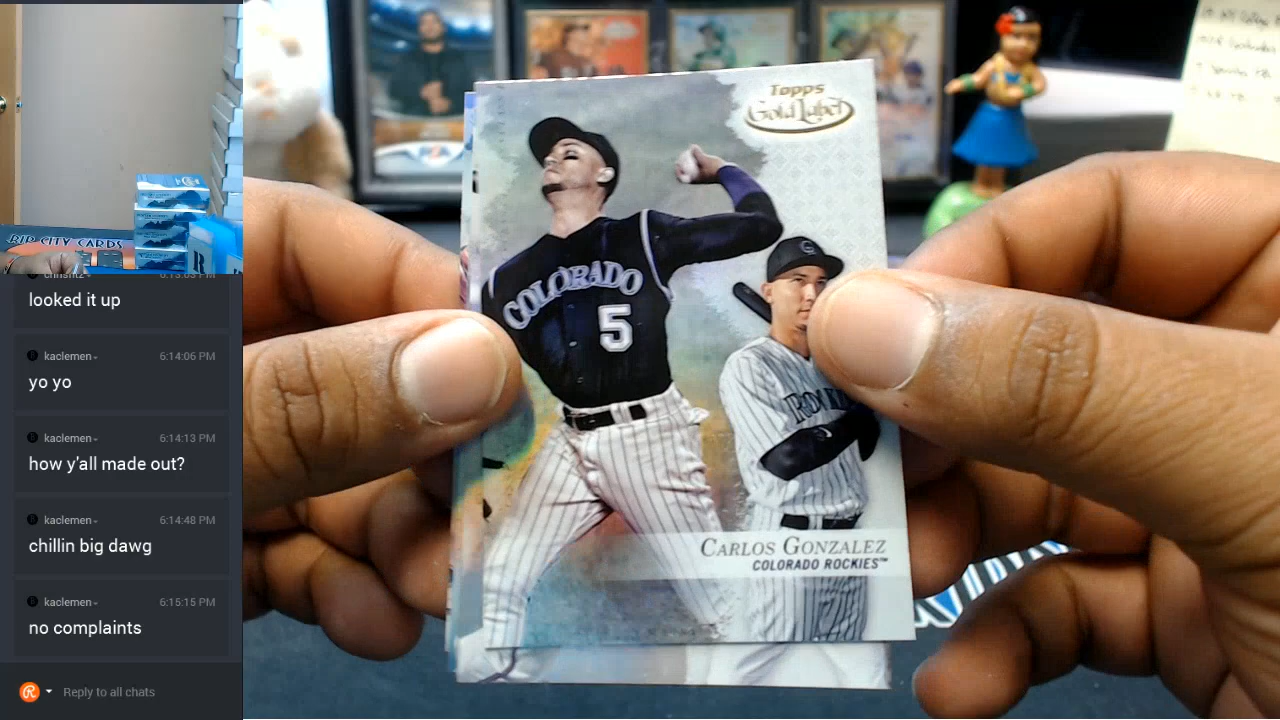 RIP CITY CARDS
looked it up
kaclemen
6:14:06 PM
yo yo
kaclemen
6:14:13 PM
how y'all made out?
kaclemen
6:14:48 PM
chillin big dawg
kaclemen
6:15:15 PM
no complaints
Reply to all chats
Topps
Gold Label
COLORADO
5
CARLOS GONZALEZ
COLORADO ROCKIES™